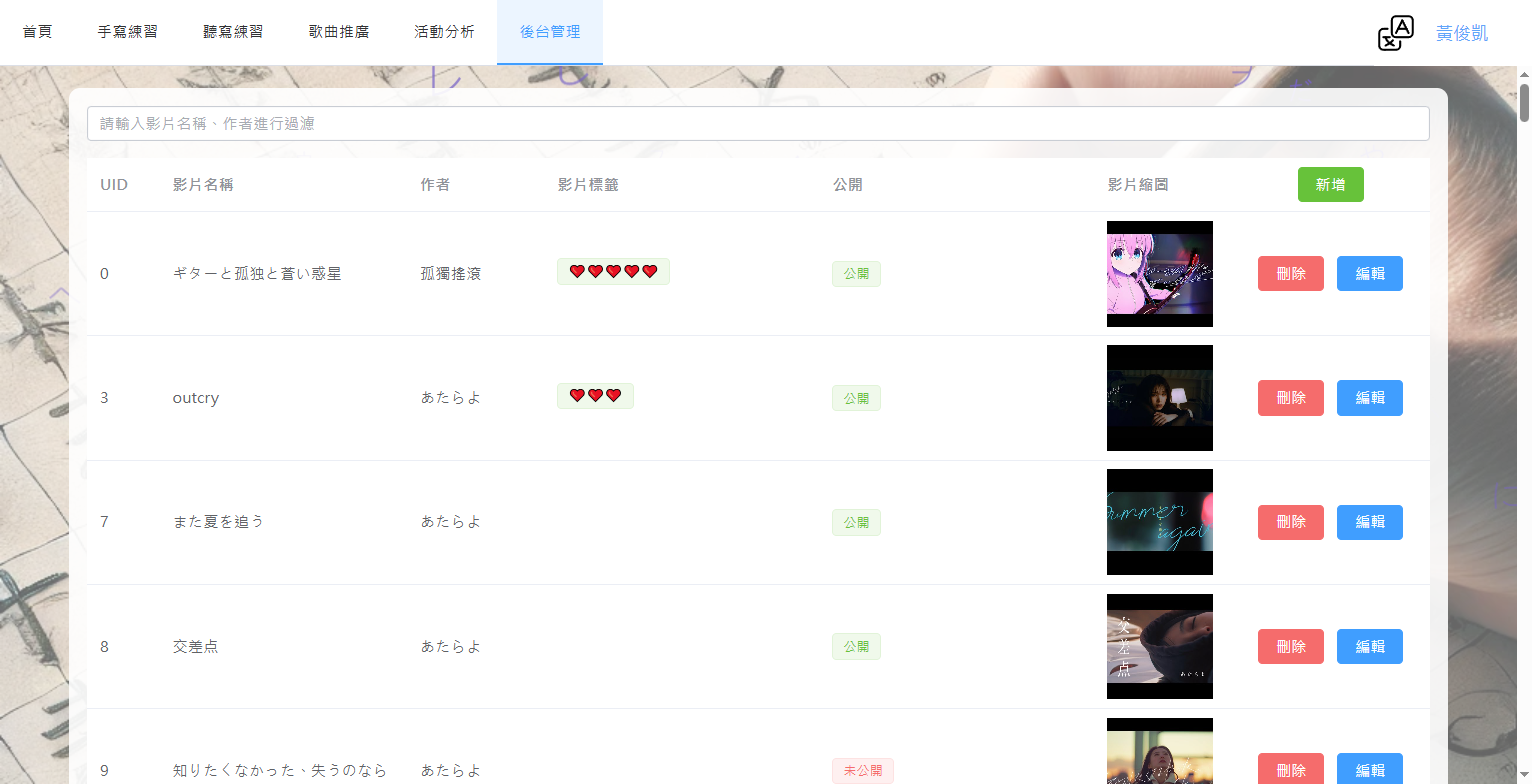 首頁 手寫練習 聽寫練習 歌曲推廣 活動分析 後台管理 黃俊凱
請輸入影片名稱、作者進行過濾
UID 影片名稱 作者 影片標籤 公開 影片縮圖 新增
0 ギターと孤独と蒼い惑星 孤獨搖滾 公開 刪除 編輯
3 outcry あたらよ 公開 刪除 編輯
7 また夏を追う あたらよ 公開 刪除 編輯
8 交差点 あたらよ 公開 交差点 あたらよ 刪除 編輯
9 知りたくなかった、失うのなら あたらよ 未公開 刪除 編輯